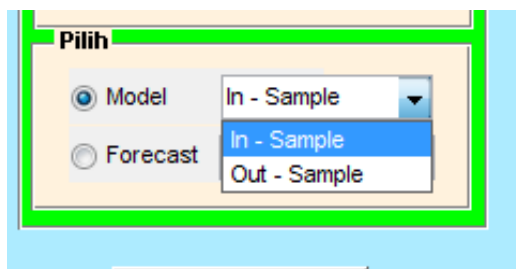 Pilih
Model In - Sample
In - Sample
Forecast
Out - Sample